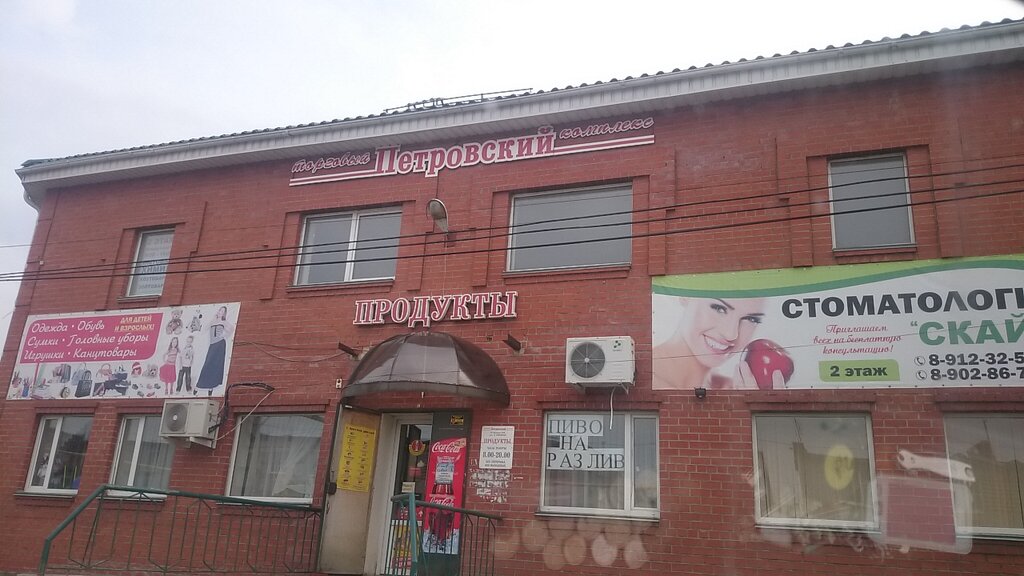 торговый Петровский комплекс
ПРОДУКТЫ
Одежда • Обувь
Сумки • Головные уборы
Игрушки • Канцтовары
ДЛЯ ДЕТЕЙ
И ВЗРОСЛЫХ!
СТОМАТОЛОГИ
"СКАЙ
Приглашаем
всех на бесплатную
консультацию!
2 этаж
8-912-32-5
8-902-86-7
Coca-Cola
ПРОДУКТЫ
8.00-20.00
ПИВО
НА
РАЗЛИВ